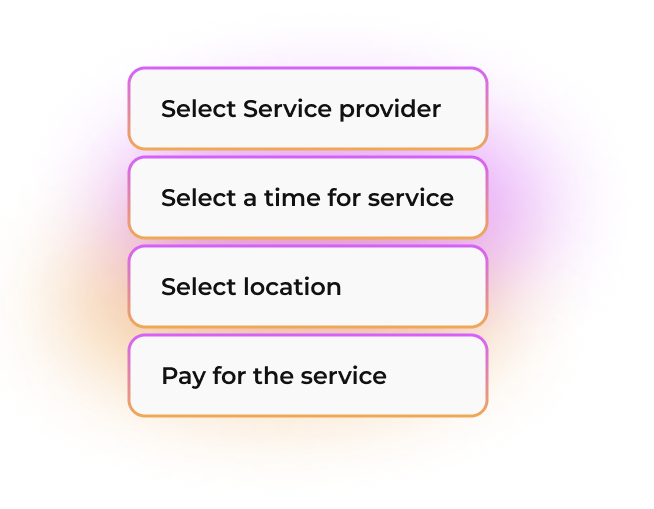 Select Service provider
Select a time for service
Select location
Pay for the service